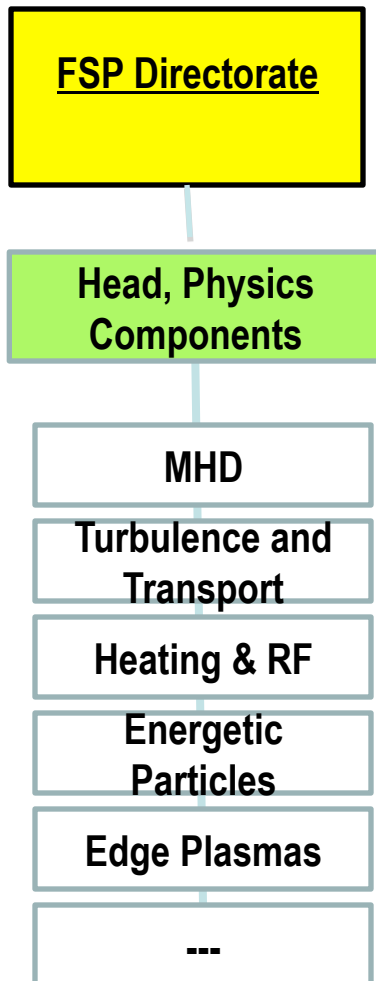 FSP Directorate
Head, Physics
Components
MHD
Turbulence and
Transport
Heating & RF
Energetic
Particles
Edge Plasmas
---